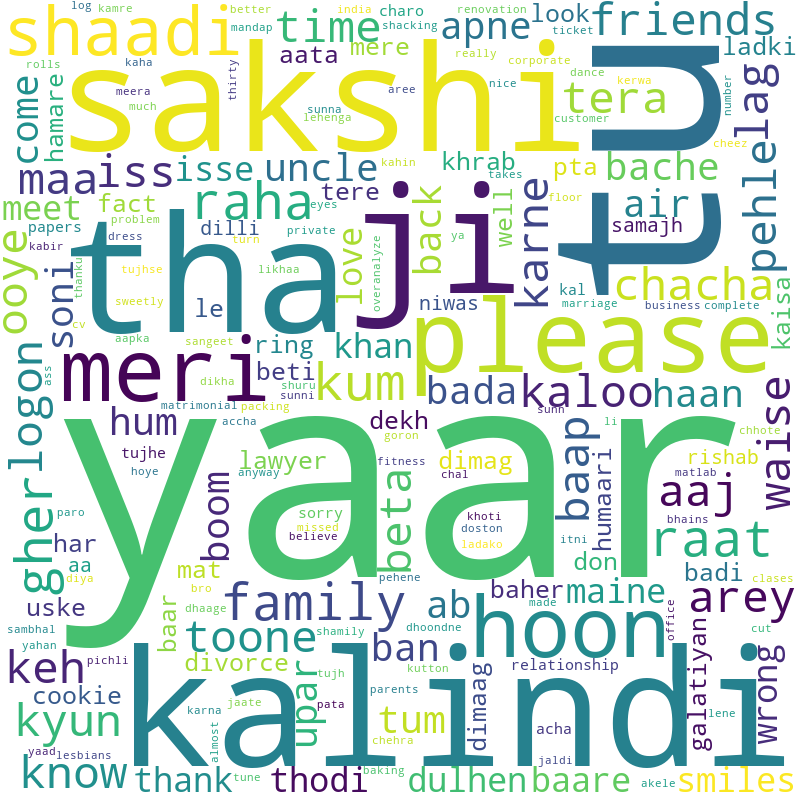 log kamre better india charo renovation
shaadi time apne look friends
kaha mandap shacking ticket
sakshi tu
rolls aata mere ladki
come hamare meera thirty much sunna lehenga aree nice really corporate dance kerwa number customer cheez
tera lag
maa iss isse uncle khrab pta bache pehle
kahin takes
meet fact raha tere eyes back well karne floor air
papers problem dilli samajh
ooye kabir dress tha ji private ya
thanku soni tujhse turn likhaa love overanalyze kal chacha kaisa
cv sweetly le niwas marriage business complete
aapka sangeet ring khan please
meri dikha beti shuru kum
ass matrimonial packing sunni bada kaloo haan
logon hum accha dekh sunn li chhote waise
tujhe goron baap rishab
gher hoye lawyer anyway fitness dimag matlab
yaar chal aaj
boom sorry beta khoti bhains
paro missed believe doston itni humaari raat
har ladako don
aa diya mat pehene badi clases
uske bro baher maine arey
sambhal dhaage family ab made hoon office cut
yahan baar toone shamily dhoondne ban
keh pichli divorce tujh kutton dimaag relationship lene
cookie jaate pata parents kalindi
kyun karna upar tum acha galatiyan wrong
yaad lesbians almost chehra jaldi
know thank tune thodi baking dulhen baare akele smiles